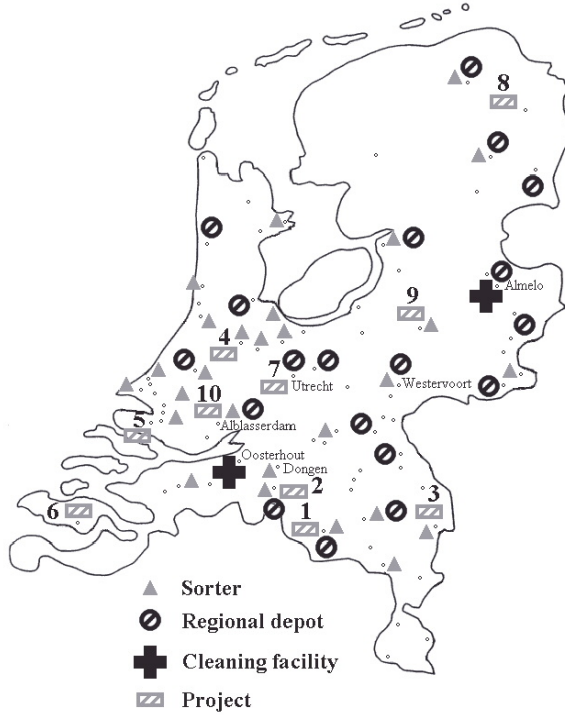 8
Almelo
9
4
7
Utrecht
Westervoort
10
Alblasserdam
5
Oosterhout
Dongen
2
6
3
1
Sorter
Regional depot
Cleaning facility
Project